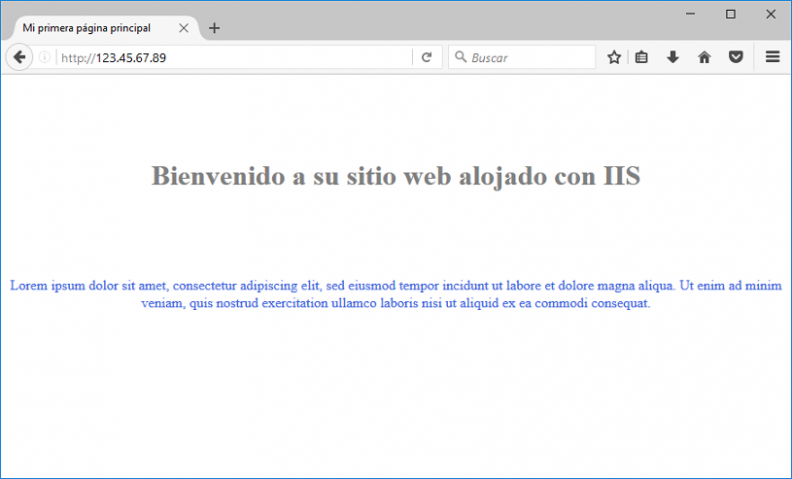 Mi primera página principal
http://123.45.67.89
Buscar
Bienvenido a su sitio web alojado con IIS
Lorem ipsum dolor sit amet, consectetur adipiscing elit, sed eiusmod tempor incidunt ut labore et dolore magna aliqua. Ut enim ad minim
veniam, quis nostrud exercitation ullamco laboris nisi ut aliquid ex ea commodi consequat.